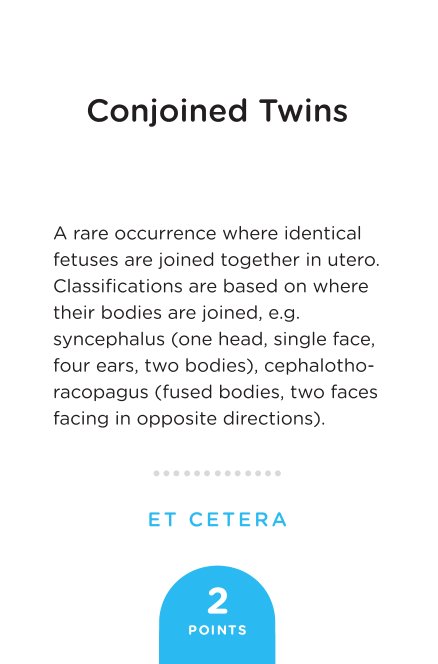 Conjoined Twins
A rare occurrence where identical
fetuses are joined together in utero.
Classifications are based on where
their bodies are joined, e.g.
syncephalus (one head, single face,
four ears, two bodies), cephalotho-
racopagus (fused bodies, two faces
facing in opposite directions).
ET CETERA
2
POINTS